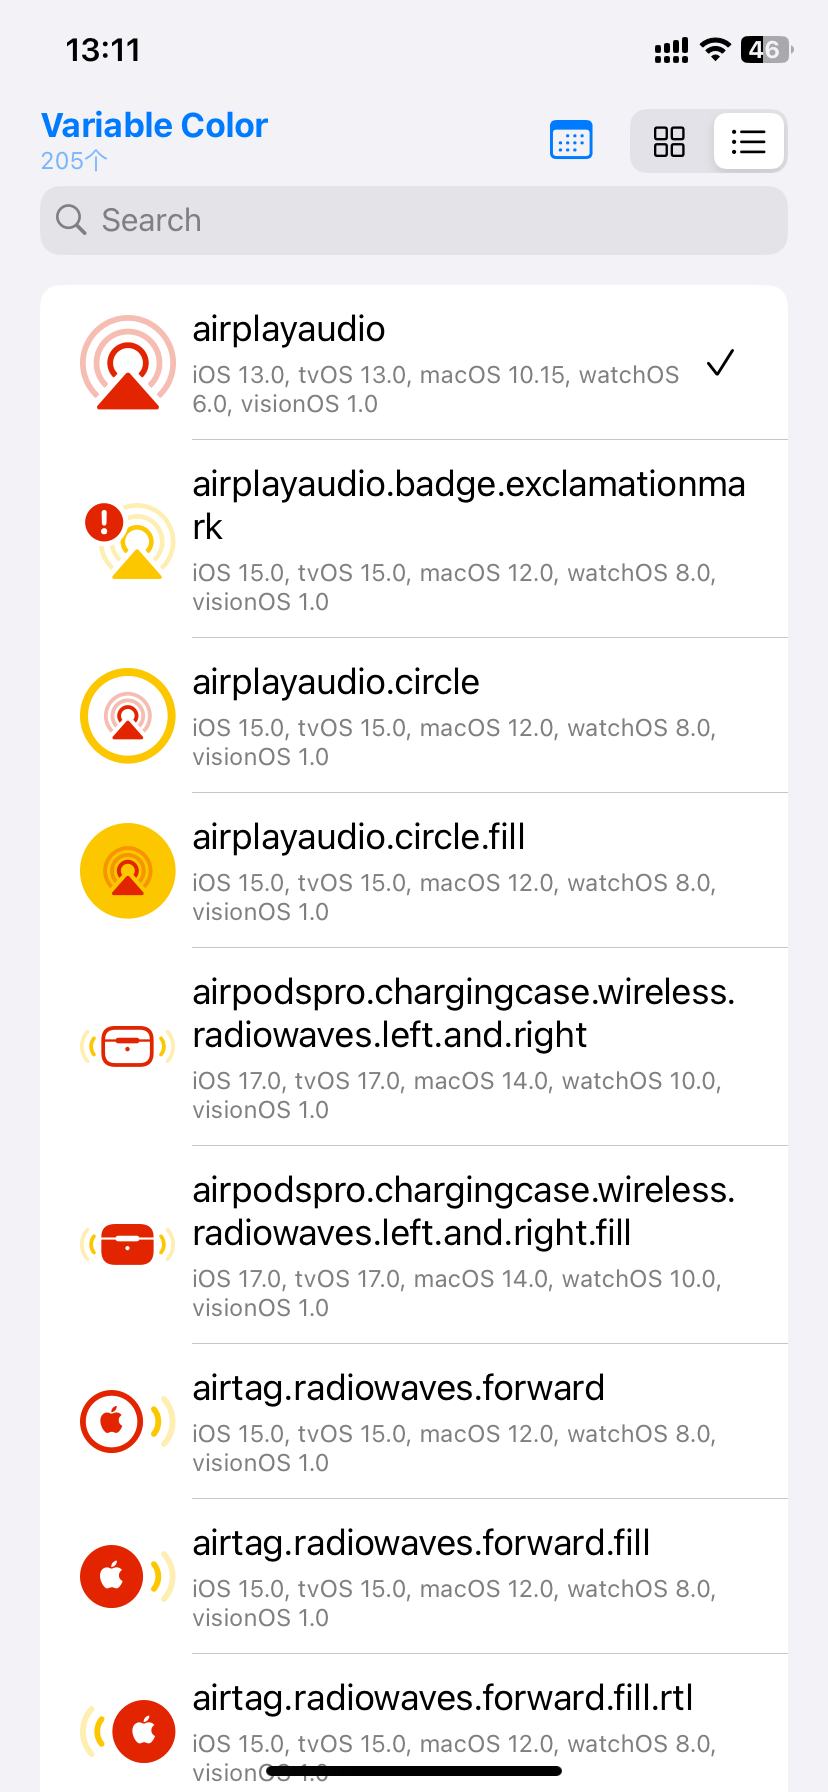 13:11
46
Variable Color
205个
Search
airplayaudio
iOS 13.0, tvOS 13.0, macOS 10.15, watchOS
6.0, visionOS 1.0
airplayaudio.badge.exclamationma
rk
iOS 15.0, tvOS 15.0, macOS 12.0, watchOS 8.0,
visionOS 1.0
airplayaudio.circle
iOS 15.0, tvOS 15.0, macOS 12.0, watchOS 8.0,
visionOS 1.0
airplayaudio.circle.fill
iOS 15.0, tvOS 15.0, macOS 12.0, watchOS 8.0,
visionOS 1.0
airpodspro.chargingcase.wireless.
radiowaves.left.and.right
iOS 17.0, tvOS 17.0, macOS 14.0, watchOS 10.0,
visionOS 1.0
airpodspro.chargingcase.wireless.
radiowaves.left.and.right.fill
iOS 17.0, tvOS 17.0, macOS 14.0, watchOS 10.0,
visionOS 1.0
airtag.radiowaves.forward
iOS 15.0, tvOS 15.0, macOS 12.0, watchOS 8.0,
visionOS 1.0
airtag.radiowaves.forward.fill
iOS 15.0, tvOS 15.0, macOS 12.0, watchOS 8.0,
visionOS 1.0
airtag.radiowaves.forward.fill.rtl
iOS 15.0, tvOS 15.0, macOS 12.0, watchOS 8.0,
visionOS 1.0